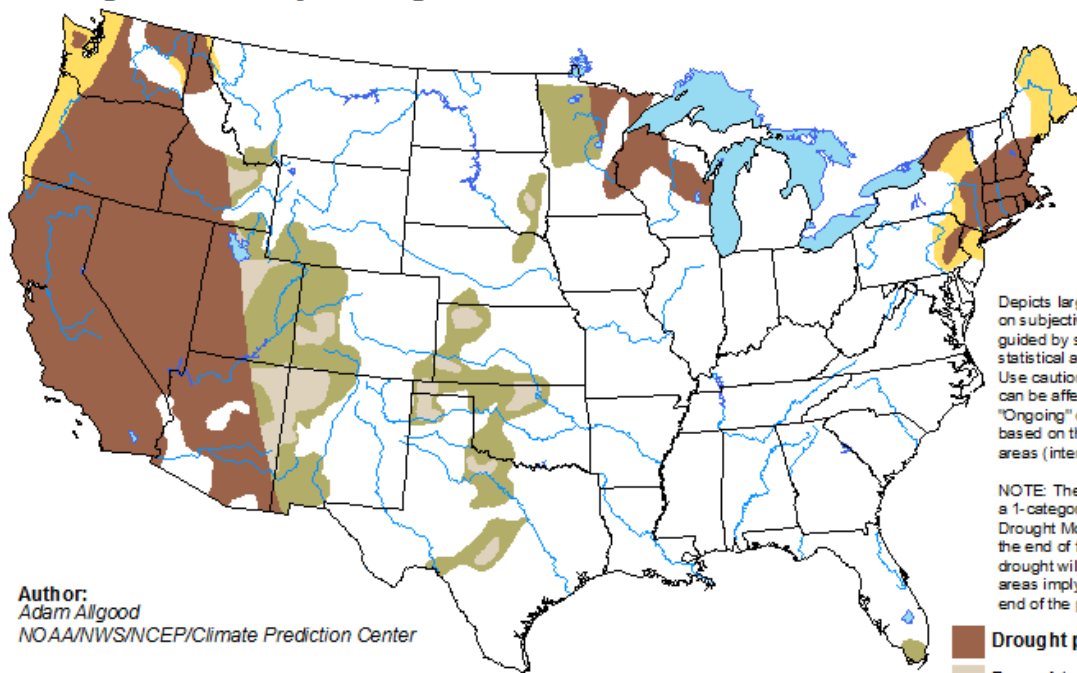 Depicts larg
on subjectiv
guided by s
statistical a
Use caution
can be affe
"Ongoing"
based on th
areas (inter
NOTE: The
a 1-categor
Drought Mo
the end of t
drought will
areas imply
end of the p
Author:
Adam Allgood
NOAA/NWS/NCEP/Climate Prediction Center
Drought p